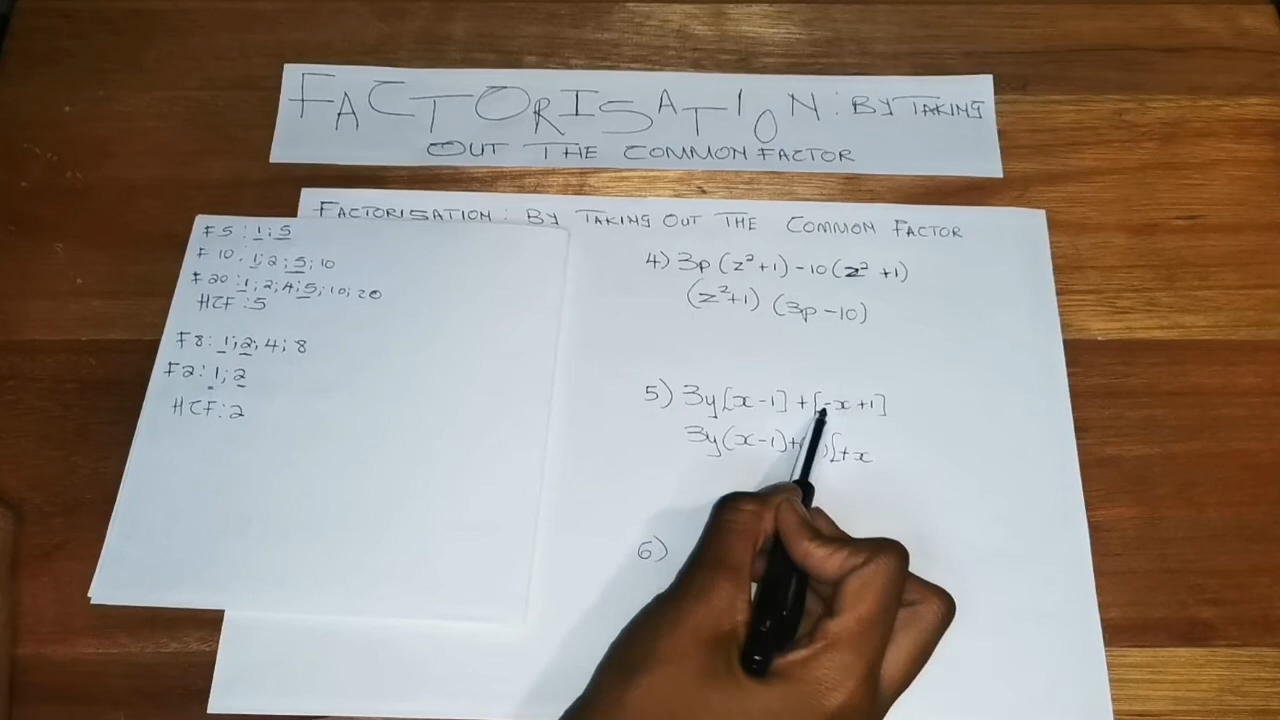 FACTORISATION: BY TAKING
OUT THE COMMON FACTOR
FACTORISATION: BY TAKING OUT THE COMMON FACTOR
F5: 1; 5
F10: 1; 2; 5; 10
F20: 1; 2; 4; 5; 10; 20
HCF: 5
F8: 1; 2; 4; 8
F2: 1; 2
HCF: 2
4) 3p(z²+1)-10(z²+1)
(z²+1)(3p-10)
5) 3y[x-1]+[-x+1]
3y(x-1)+ )[+x
6)